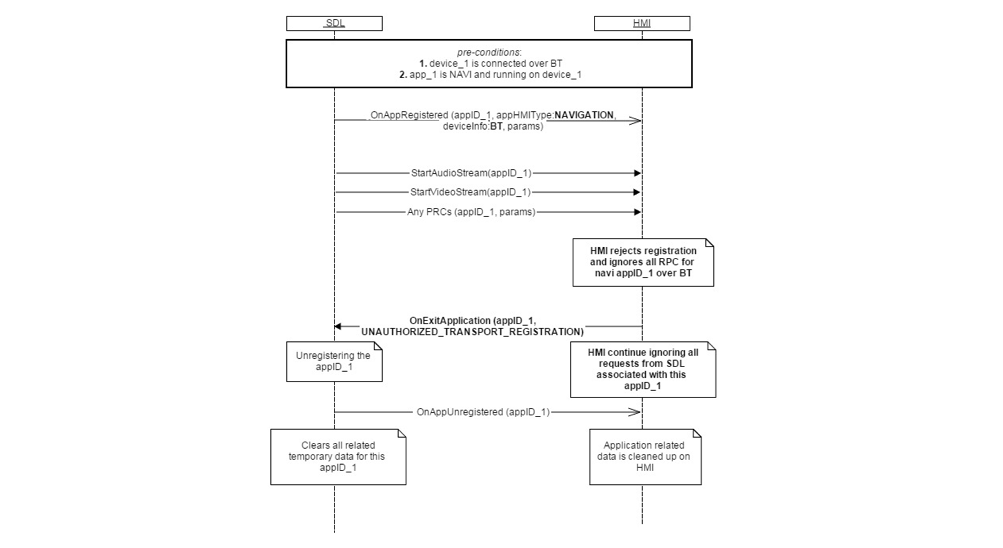 SDL
HMI
pre-conditions:
1. device_1 is connected over BT
2. app_1 is NAVI and running on device_1
OnAppRegistered (appID_1, appHMIType:NAVIGATION,
deviceInfo:BT, params)
StartAudioStream(appID_1)
StartVideoStream(appID_1)
Any PRCs (appID_1, params)
HMI rejects registration
and ignores all RPC for
navi appID_1 over BT
OnExitApplication (appID_1,
UNAUTHORIZED_TRANSPORT_REGISTRATION)
Unregistering the
appID_1
HMI continue ignoring all
requests from SDL
associated with this
appID_1
OnAppUnregistered (appID_1)
Clears all related
temporary data for this
appID_1
Application related
data is cleaned up on
HMI